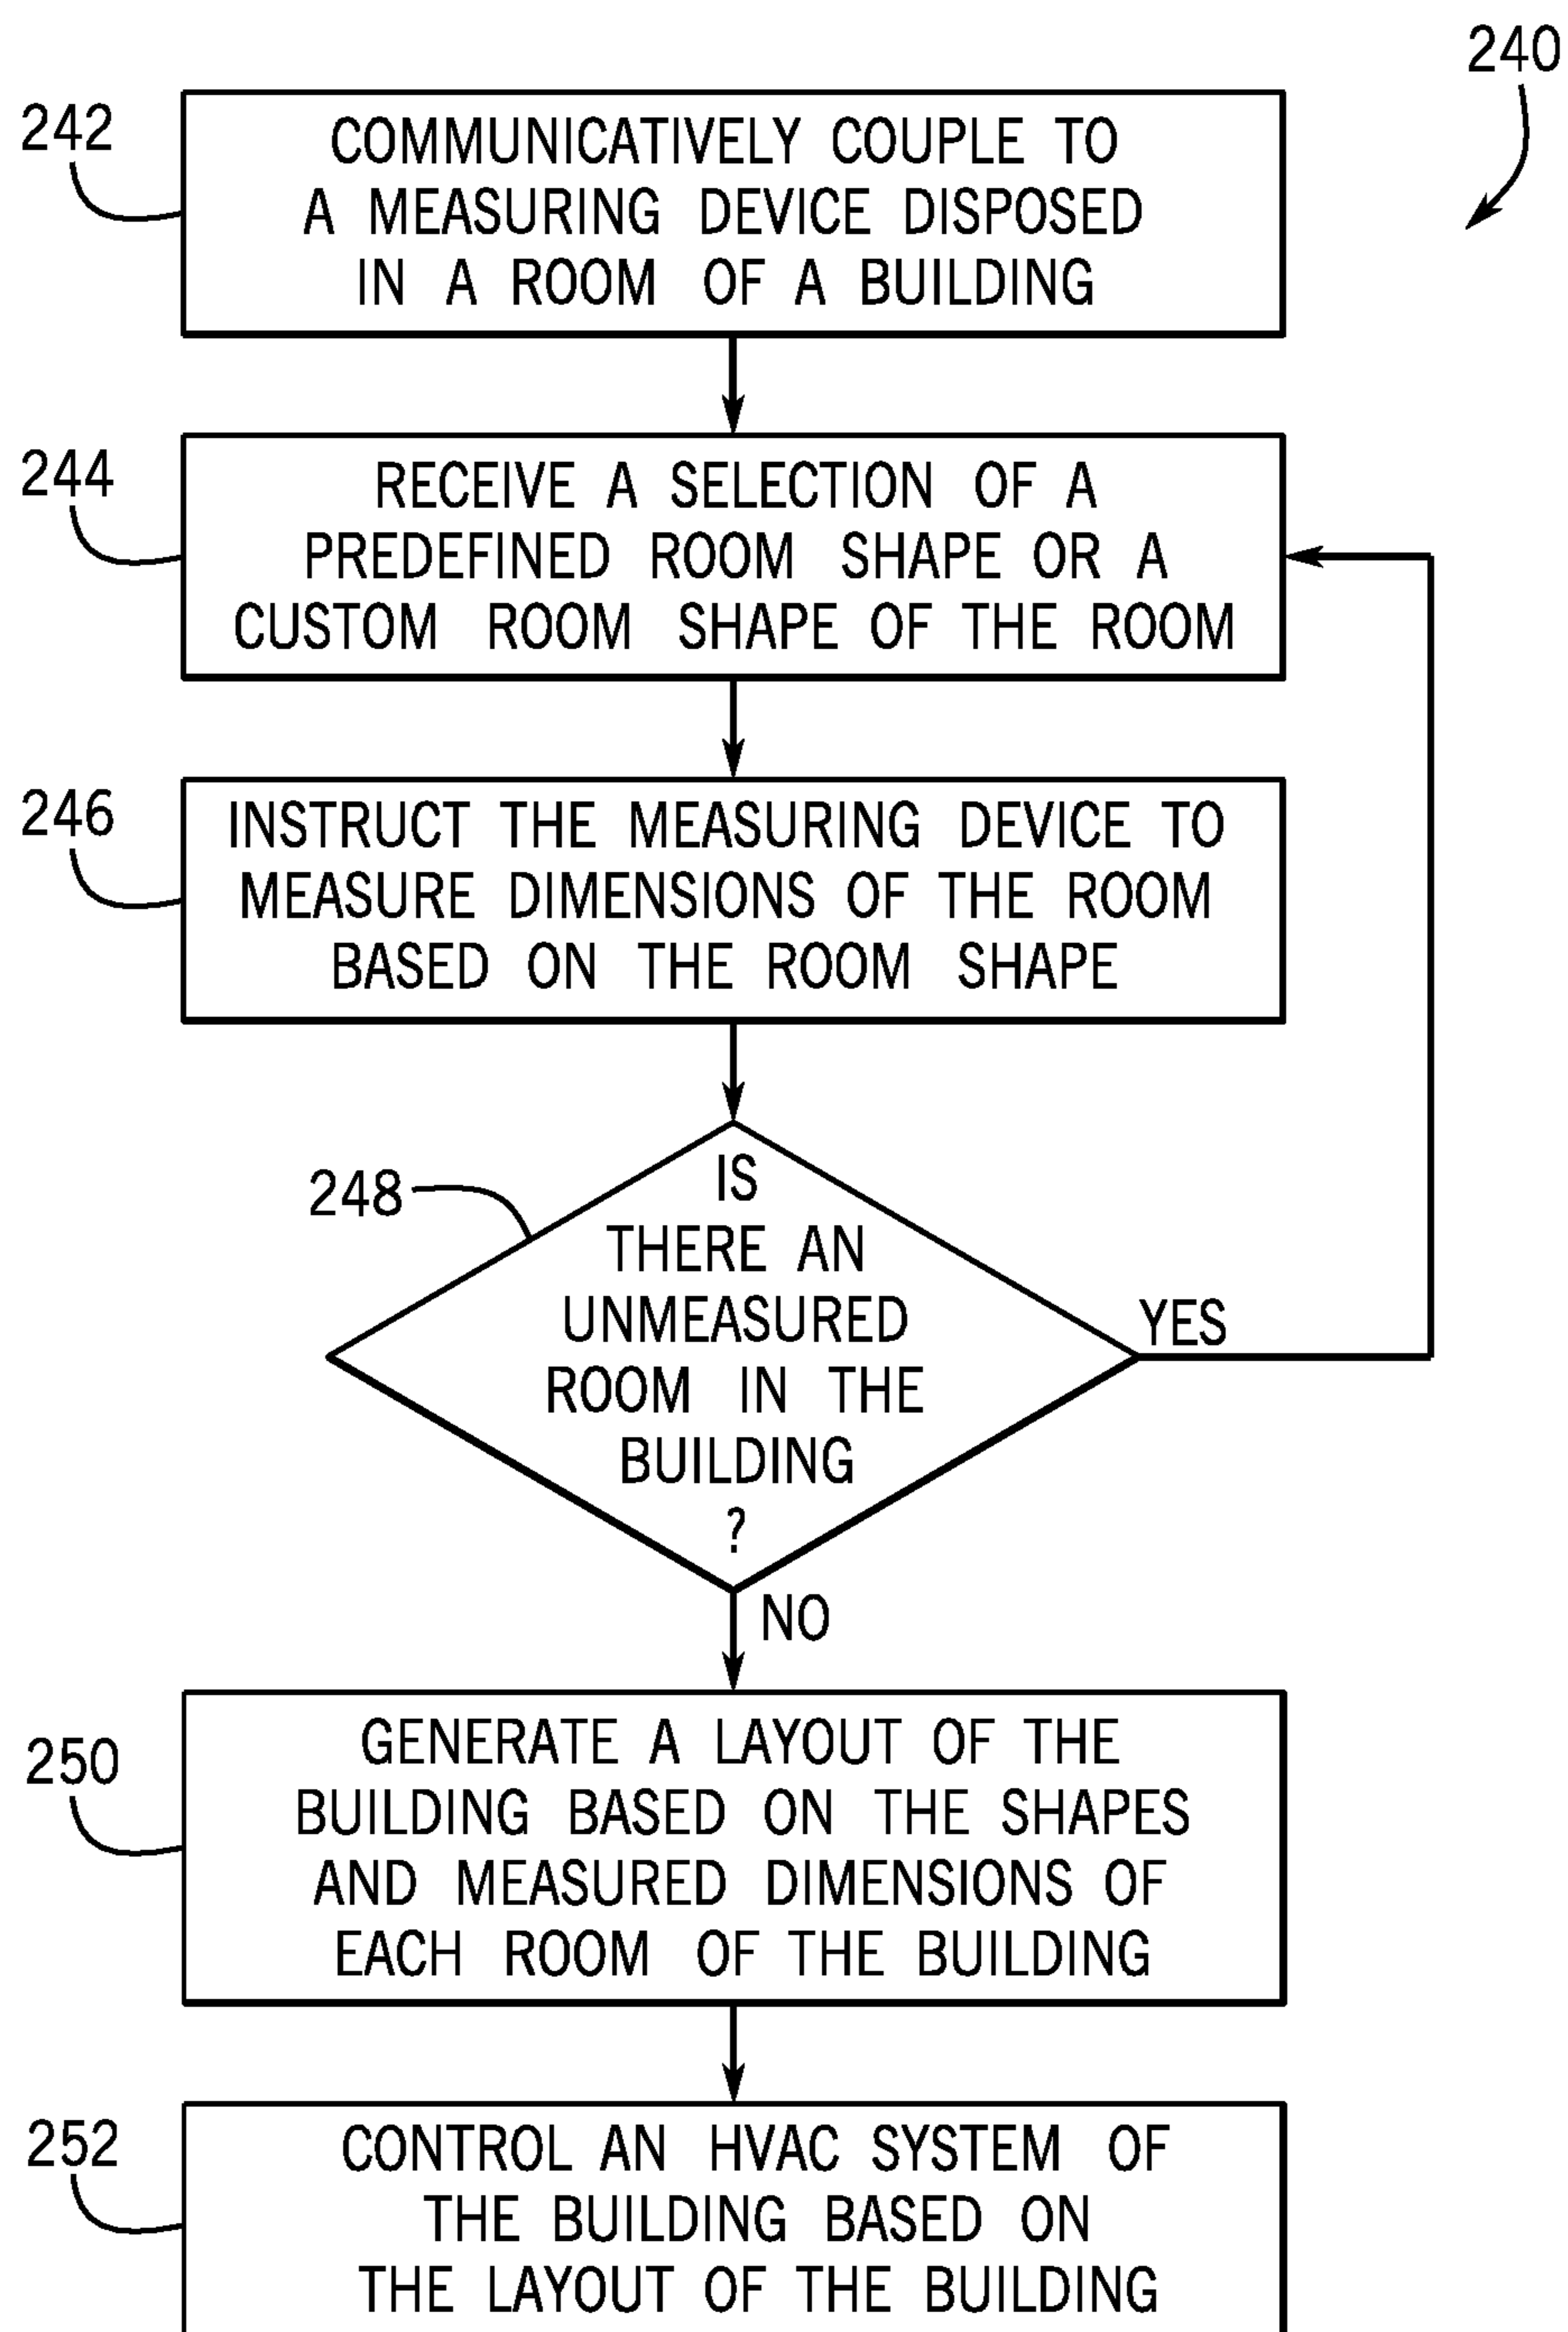 240
242
COMMUNICATIVELY COUPLE TO
A MEASURING DEVICE DISPOSED
IN A ROOM OF A BUILDING
244
RECEIVE A SELECTION OF A
PREDEFINED ROOM SHAPE OR A
CUSTOM ROOM SHAPE OF THE ROOM
246
INSTRUCT THE MEASURING DEVICE TO
MEASURE DIMENSIONS OF THE ROOM
BASED ON THE ROOM SHAPE
248
IS
THERE AN
UNMEASURED
ROOM IN THE
BUILDING
?
YES
NO
250
GENERATE A LAYOUT OF THE
BUILDING BASED ON THE SHAPES
AND MEASURED DIMENSIONS OF
EACH ROOM OF THE BUILDING
252
CONTROL AN HVAC SYSTEM OF
THE BUILDING BASED ON
THE LAYOUT OF THE BUILDING